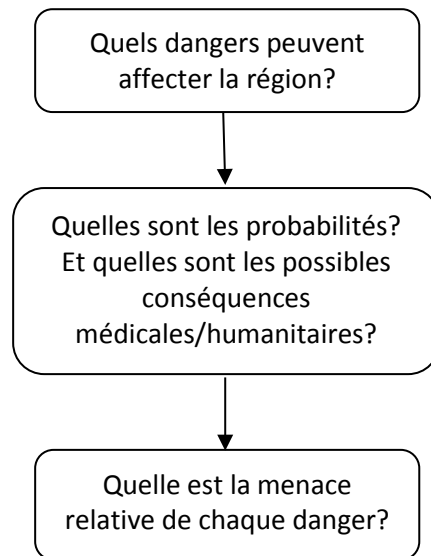 Quels dangers peuvent
affecter la région?
Quelles sont les probabilités?
Et quelles sont les possibles
conséquences
médicales/humanitaires?
Quelle est la menace
relative de chaque danger?